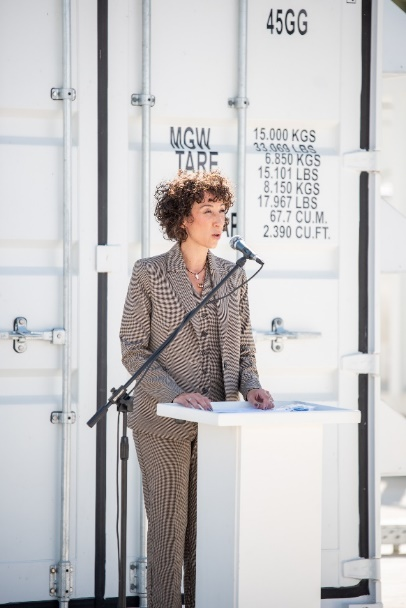 45GG
MGW 15.000 KGS
33.069 LBS
TARE 6.850 KGS
15.101 LBS
8.150 KGS
17.967 LBS
67.7 CU.M.
2.390 CU.FT.